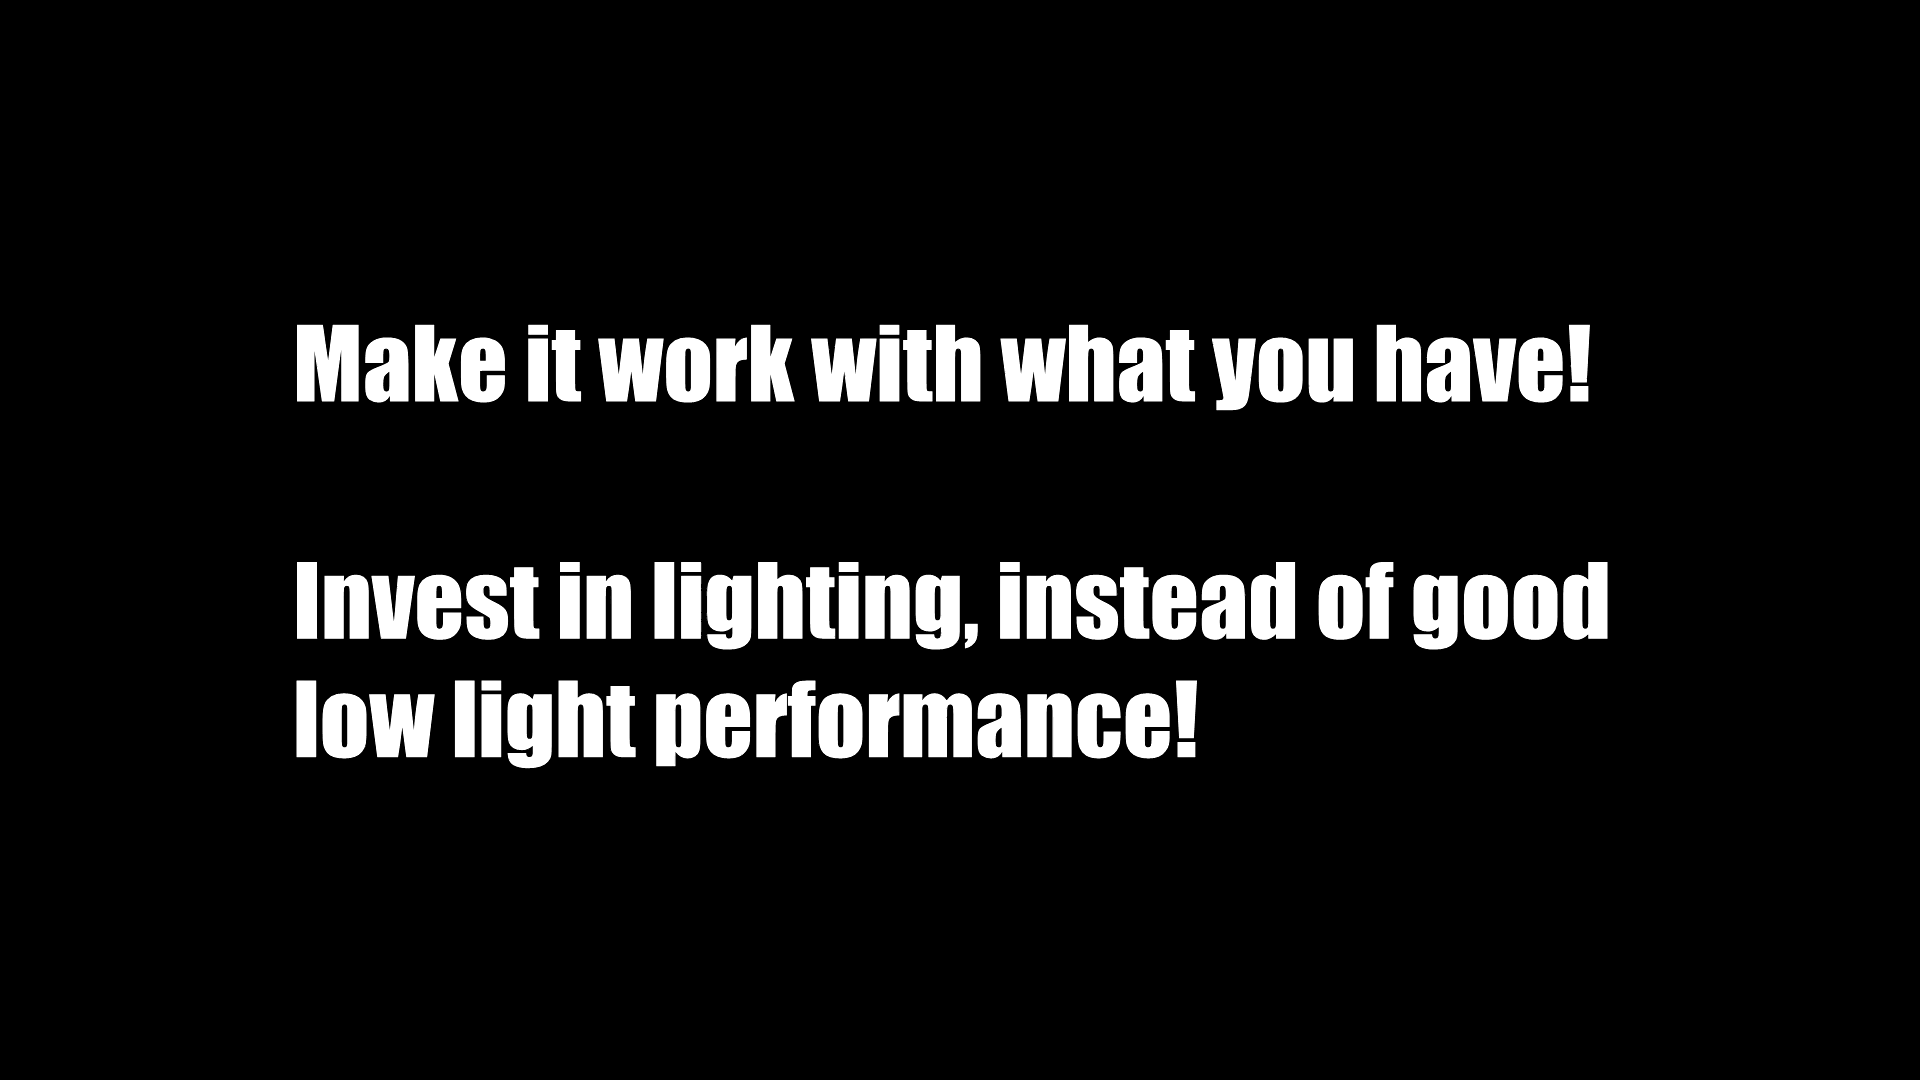 Make it work with what you have!
Invest in lighting, instead of good
low light performance!